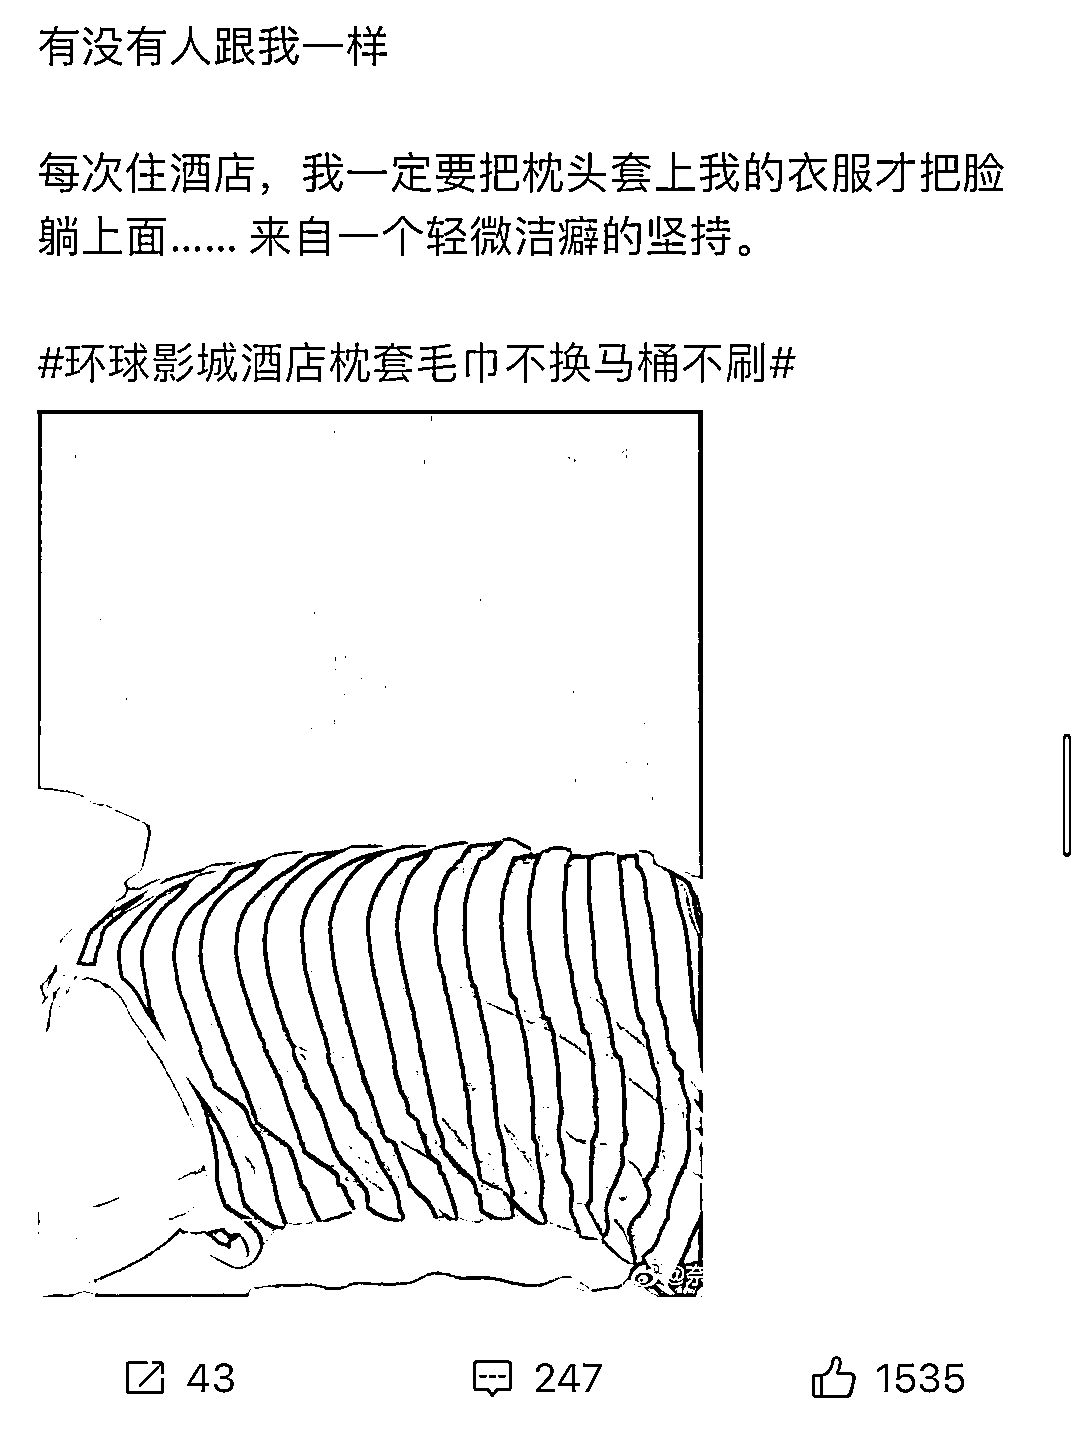 有没有人跟我一样
每次住酒店，我一定要把枕头套上我的衣服才把脸
躺上面…… 来自一个轻微洁癖的坚持。
#环球影城酒店枕套毛巾不换马桶不刷#
43
247
1535